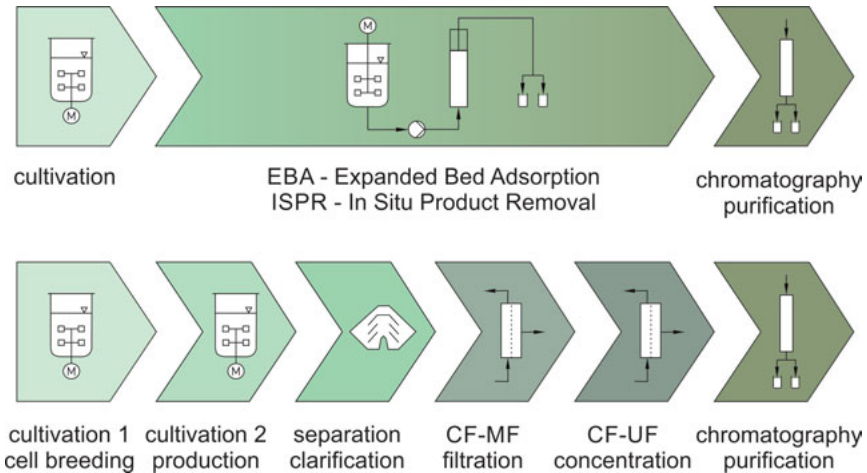 M
M
cultivation
EBA - Expanded Bed Adsorption
ISPR - In Situ Product Removal
chromatography
purification
M
M
cultivation 1
cell breeding
cultivation 2
production
separation
clarification
CF-MF
filtration
CF-UF
concentration
chromatography
purification